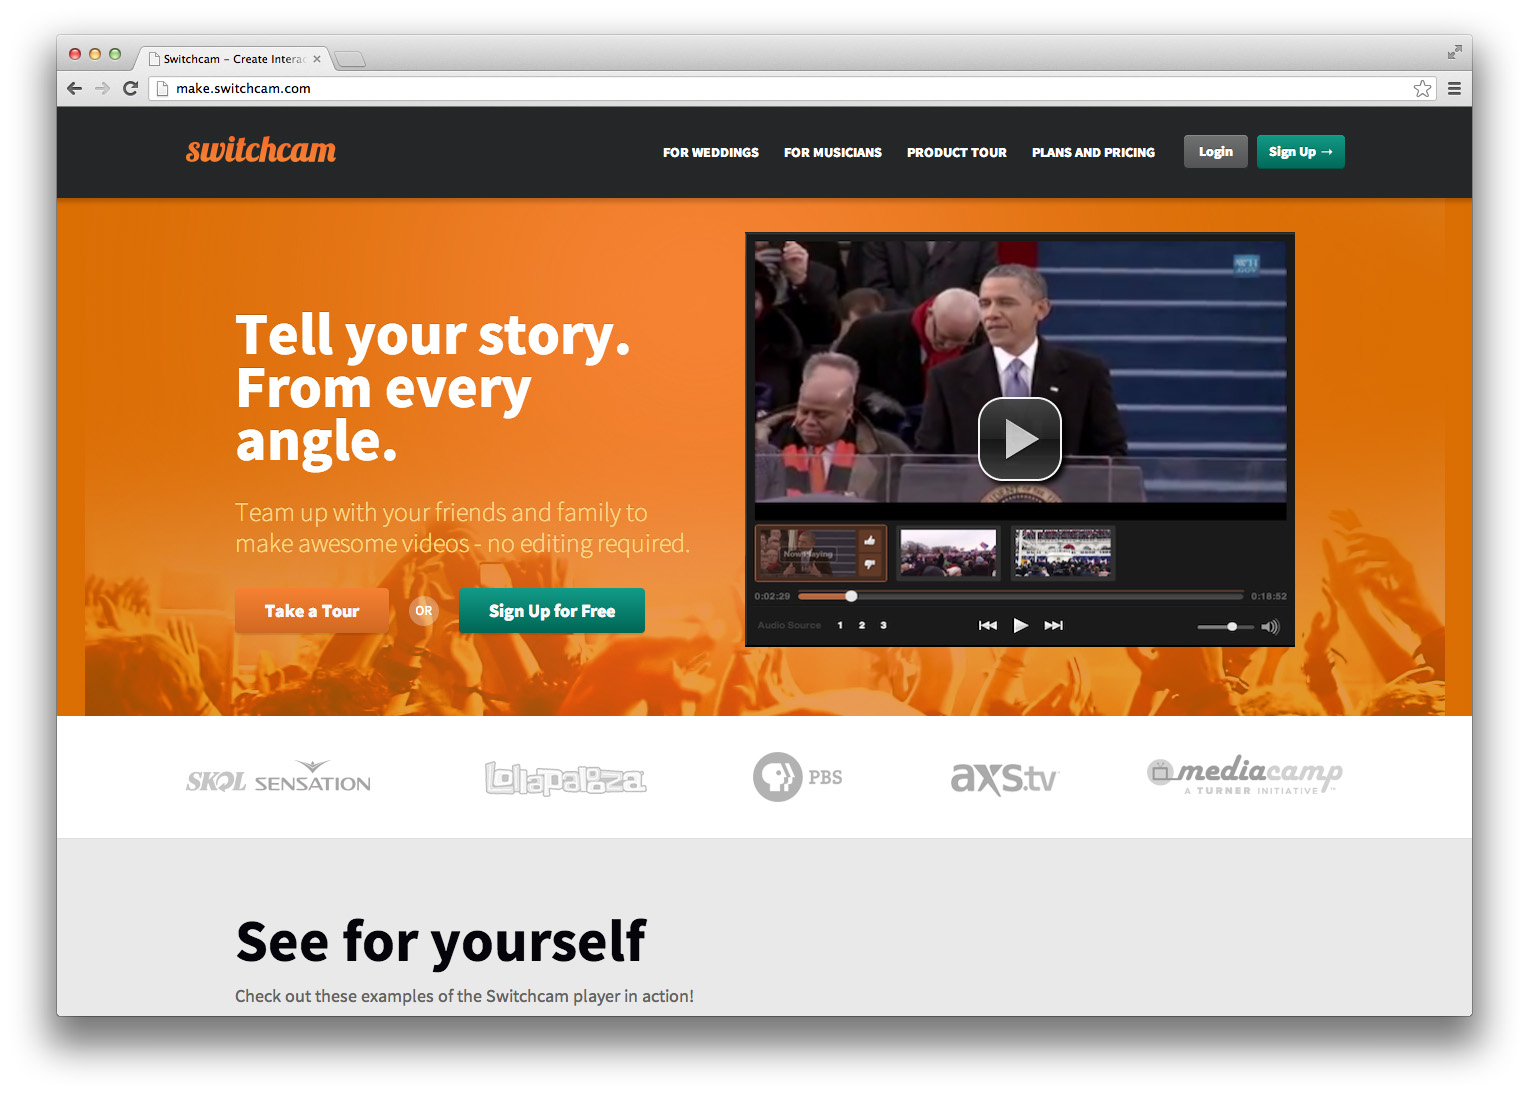 Switchcam – Create Interac
make.switchcam.com
switchcam
FOR WEDDINGS
FOR MUSICIANS
PRODUCT TOUR
PLANS AND PRICING
Login
Sign Up →
Tell your story.
From every
angle.
Team up with your friends and family to
make awesome videos - no editing required.
Take a Tour
OR
Sign Up for Free
WH
GOV
Now Playing
0:02:29
0:18:52
Audio Source 1 2 3
SKOL SENSATION
Lollapalooza
PBS
axs.tv
mediacamp
A TURNER INITIATIVE™
See for yourself
Check out these examples of the Switchcam player in action!